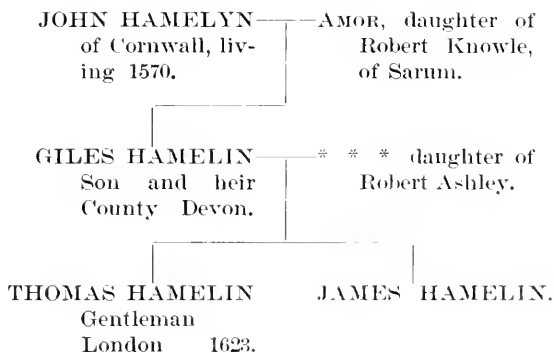 JOHN HAMELYN
of Cornwall, liv-
ing 1570.
AMOR, daughter of
Robert Knowle,
of Sarum.
GILES HAMELIN
Son and heir
County Devon.
* * * daughter of
Robert Ashley.
THOMAS HAMELIN
Gentleman
London 1623.
JAMES HAMELIN.